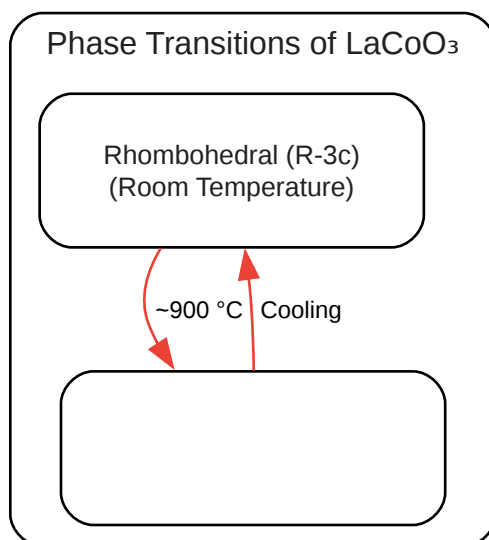 Phase Transitions of LaCoO₃
Rhombohedral (R-3c)
(Room Temperature)
~900 °C Cooling